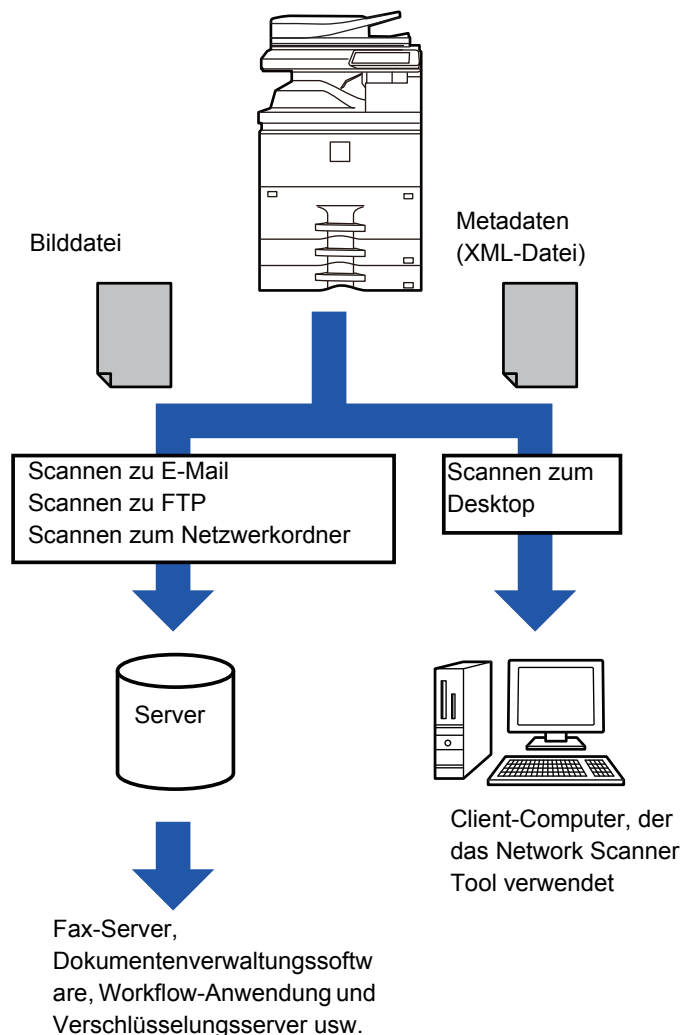 Bilddatei
Metadaten
(XML-Datei)
Scannen zu E-Mail
Scannen zu FTP
Scannen zum Netzwerkordner
Scannen zum
Desktop
Server
Client-Computer, der
das Network Scanner
Tool verwendet
Fax-Server,
Dokumentenverwaltungssoftw
are, Workflow-Anwendung und
Verschlüsselungsserver usw.